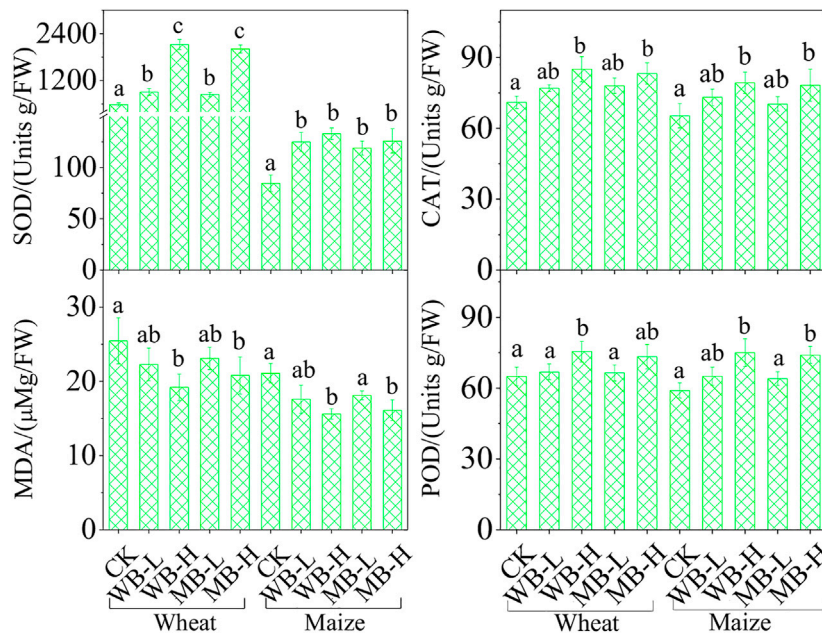 SOD/(Units g/FW)
2400
1200
100
50
0
a b c b c a b b b b
CAT/(Units g/FW)
90
60
30
0
a ab b ab b a ab b ab b
MDA/(μMg/FW)
30
20
10
0
a ab b ab b a ab b a b
POD/(Units g/FW)
90
60
30
0
a a b a ab a ab b a b
CK WB-L WB-H MB-L MB-H CK WB-L WB-H MB-L MB-H
Wheat Maize
CK WB-L WB-H MB-L MB-H CK WB-L WB-H MB-L MB-H
Wheat Maize